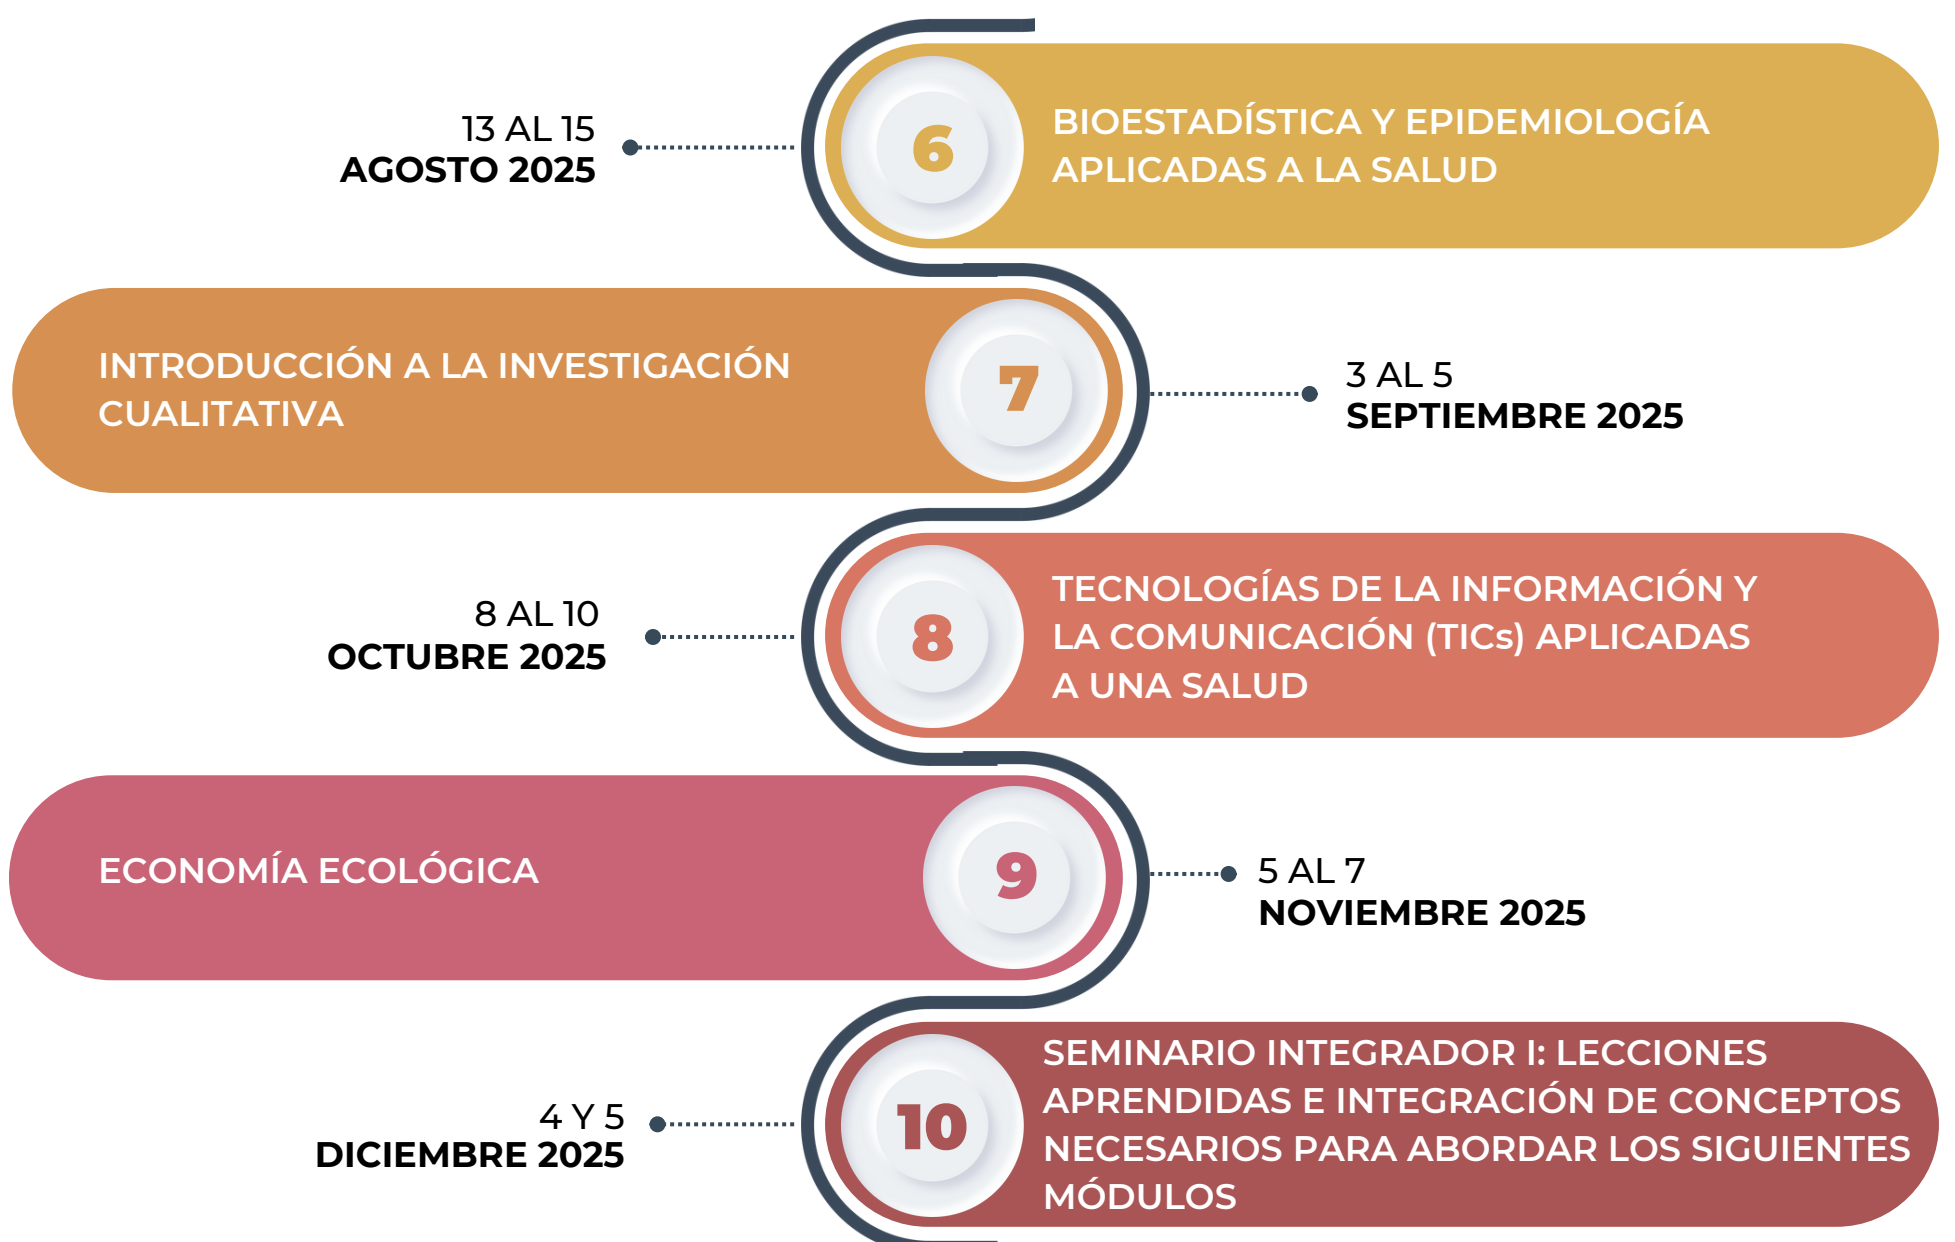 13 AL 15
AGOSTO 2025
6
BIOESTADÍSTICA Y EPIDEMIOLOGÍA
APLICADAS A LA SALUD
INTRODUCCIÓN A LA INVESTIGACIÓN
CUALITATIVA
7
3 AL 5
SEPTIEMBRE 2025
8 AL 10
OCTUBRE 2025
8
TECNOLOGÍAS DE LA INFORMACIÓN Y
LA COMUNICACIÓN (TICs) APLICADAS
A UNA SALUD
ECONOMÍA ECOLÓGICA
9
5 AL 7
NOVIEMBRE 2025
4 Y 5
DICIEMBRE 2025
10
SEMINARIO INTEGRADOR I: LECCIONES
APRENDIDAS E INTEGRACIÓN DE CONCEPTOS
NECESARIOS PARA ABORDAR LOS SIGUIENTES
MÓDULOS